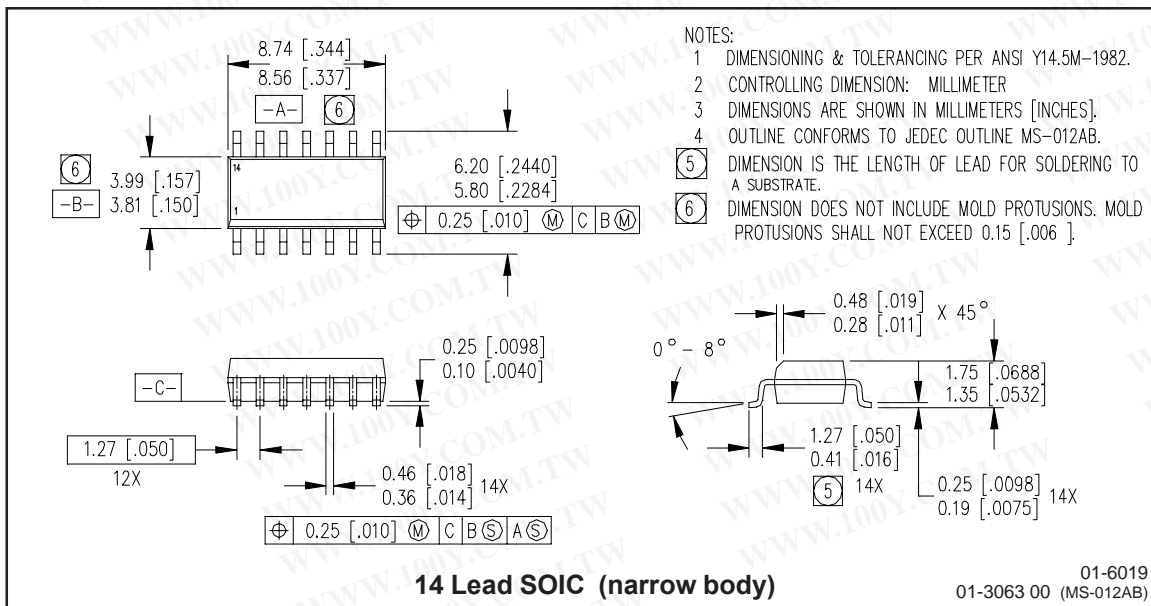 8.74 [.344]
8.56 [.337]
-A-
6
14
1
6
-B-
3.99 [.157]
3.81 [.150]
6.20 [.2440]
5.80 [.2284]
⌖ 0.25 [.010] Ⓜ C B Ⓜ
NOTES:
1 DIMENSIONING & TOLERANCING PER ANSI Y14.5M-1982.
2 CONTROLLING DIMENSION: MILLIMETER
3 DIMENSIONS ARE SHOWN IN MILLIMETERS [INCHES].
4 OUTLINE CONFORMS TO JEDEC OUTLINE MS-012AB.
5 DIMENSION IS THE LENGTH OF LEAD FOR SOLDERING TO
A SUBSTRATE.
6 DIMENSION DOES NOT INCLUDE MOLD PROTUSIONS. MOLD
PROTUSIONS SHALL NOT EXCEED 0.15 [.006 ].
-C-
0.25 [.0098]
0.10 [.0040]
1.27 [.050]
12X
0.46 [.018]
0.36 [.014]
14X
⌖ 0.25 [.010] Ⓜ C B Ⓢ A Ⓢ
0.48 [.019]
0.28 [.011]
X 45°
0°- 8°
1.75 [.0688]
1.35 [.0532]
1.27 [.050]
0.41 [.016]
5 14X
0.25 [.0098]
0.19 [.0075]
14X
14 Lead SOIC (narrow body)
01-6019
01-3063 00 (MS-012AB)
WWW.100Y.COM.TW